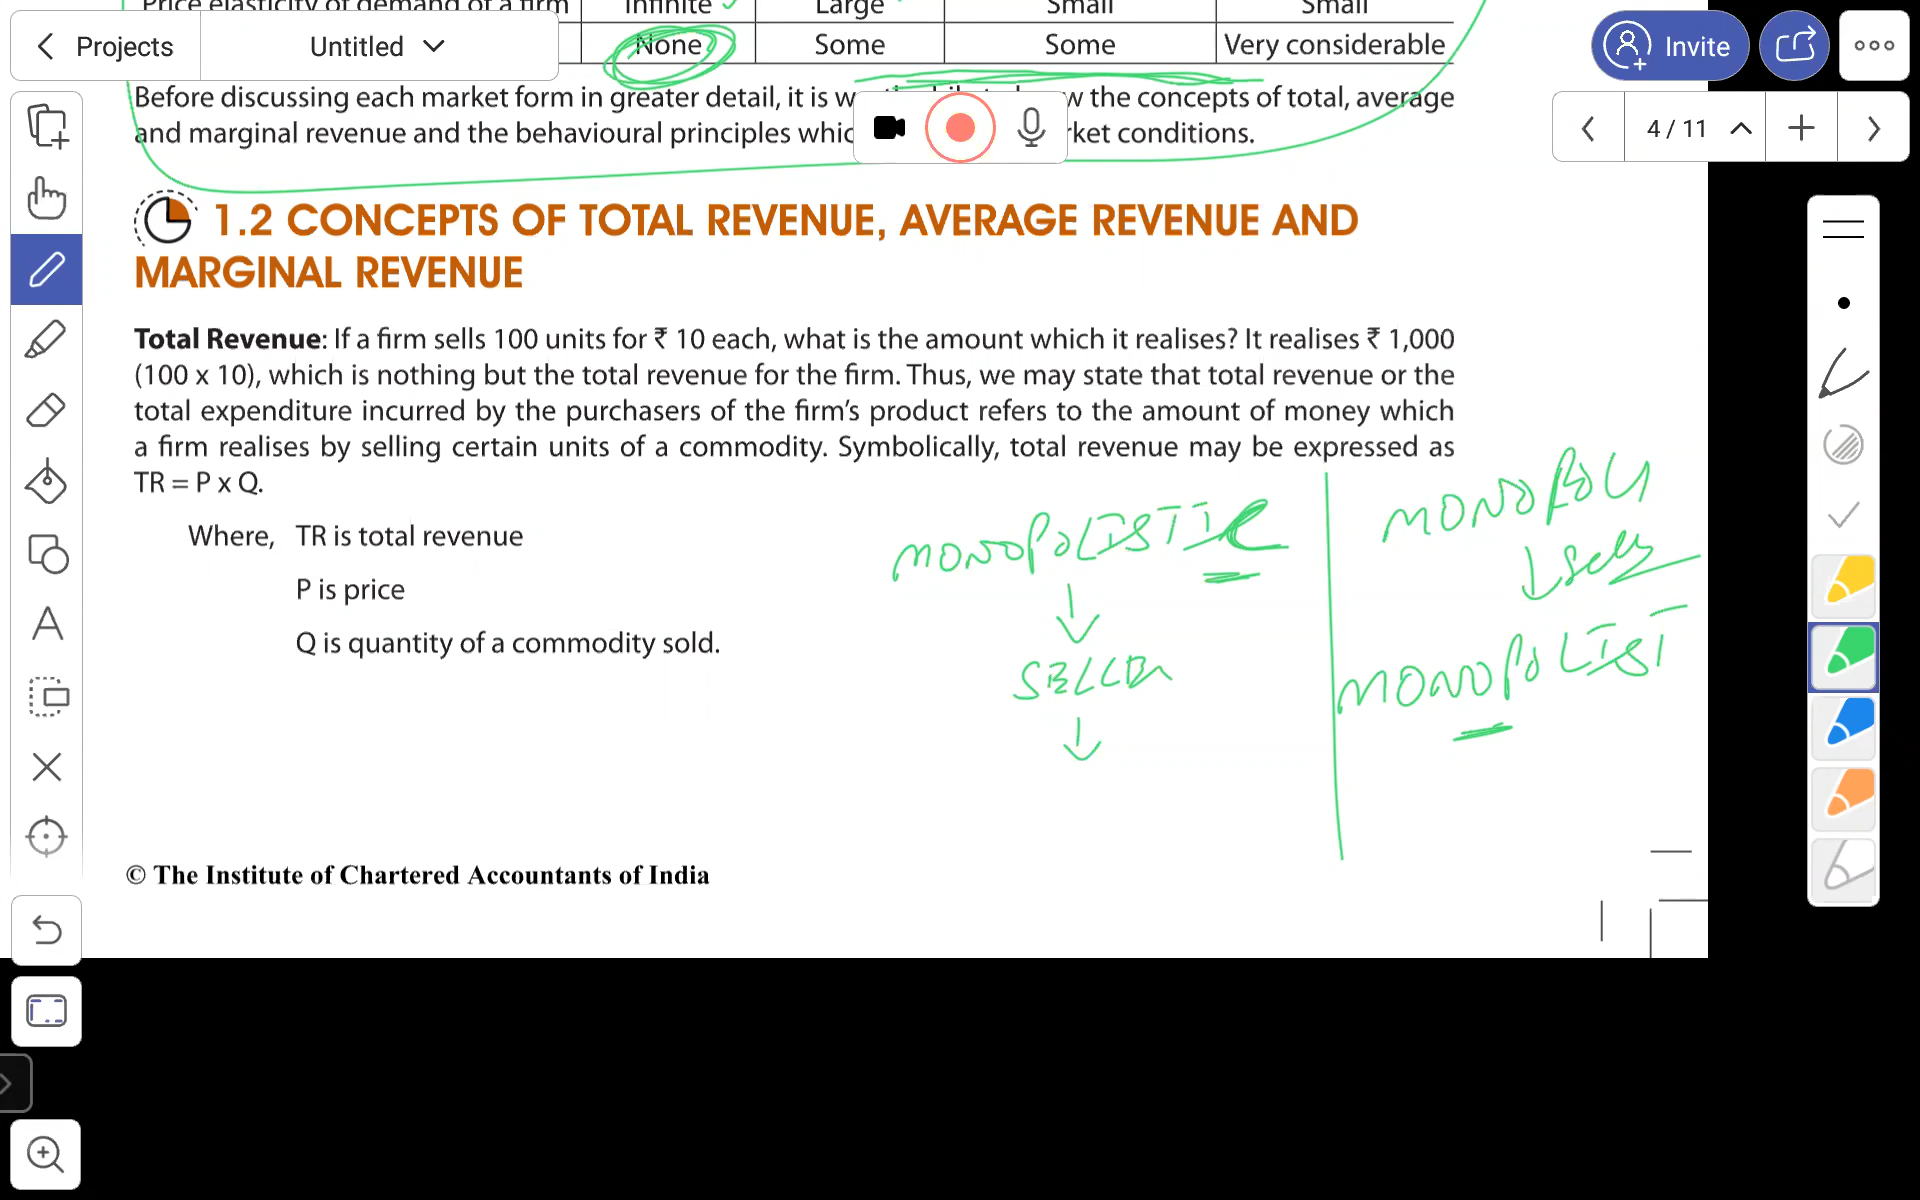 Price elasticity of demand of a firm Infinite Large Small Small
Projects Untitled None Some Some Very considerable Invite
Before discussing each market form in greater detail, it is w w the concepts of total, average
4 / 11
and marginal revenue and the behavioural principles whic rket conditions.
1.2 CONCEPTS OF TOTAL REVENUE, AVERAGE REVENUE AND
MARGINAL REVENUE
Total Revenue: If a firm sells 100 units for ₹ 10 each, what is the amount which it realises? It realises ₹ 1,000
(100 x 10), which is nothing but the total revenue for the firm. Thus, we may state that total revenue or the
total expenditure incurred by the purchasers of the firm's product refers to the amount of money which
a firm realises by selling certain units of a commodity. Symbolically, total revenue may be expressed as
TR = P x Q.
Where, TR is total revenue
P is price
Q is quantity of a commodity sold.
MONOPOLISTIC
SELLER
MONOPOLY
MONOPOLIST
© The Institute of Chartered Accountants of India